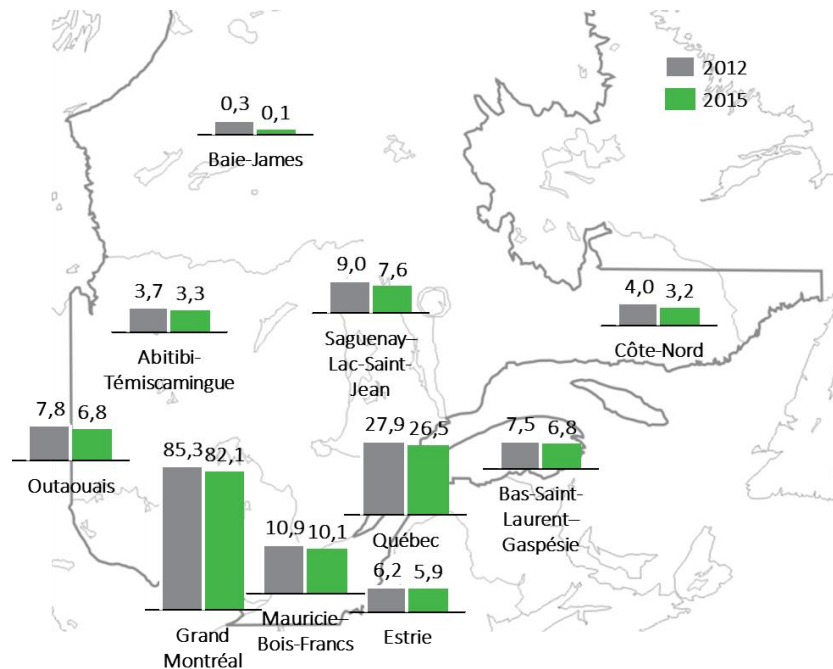 2012
2015
0,3 0,1
Baie-James
9,0 7,6
Saguenay–
Lac-Saint-
Jean
3,7 3,3
Abitibi-
Témiscamingue
4,0 3,2
Côte-Nord
7,8 6,8
Outaouais
85,3 82,1
Grand
Montréal
27,9 26,5
Québec
7,5 6,8
Bas-Saint-
Laurent–
Gaspésie
10,9 10,1
Mauricie–
Bois-Francs
6,2 5,9
Estrie